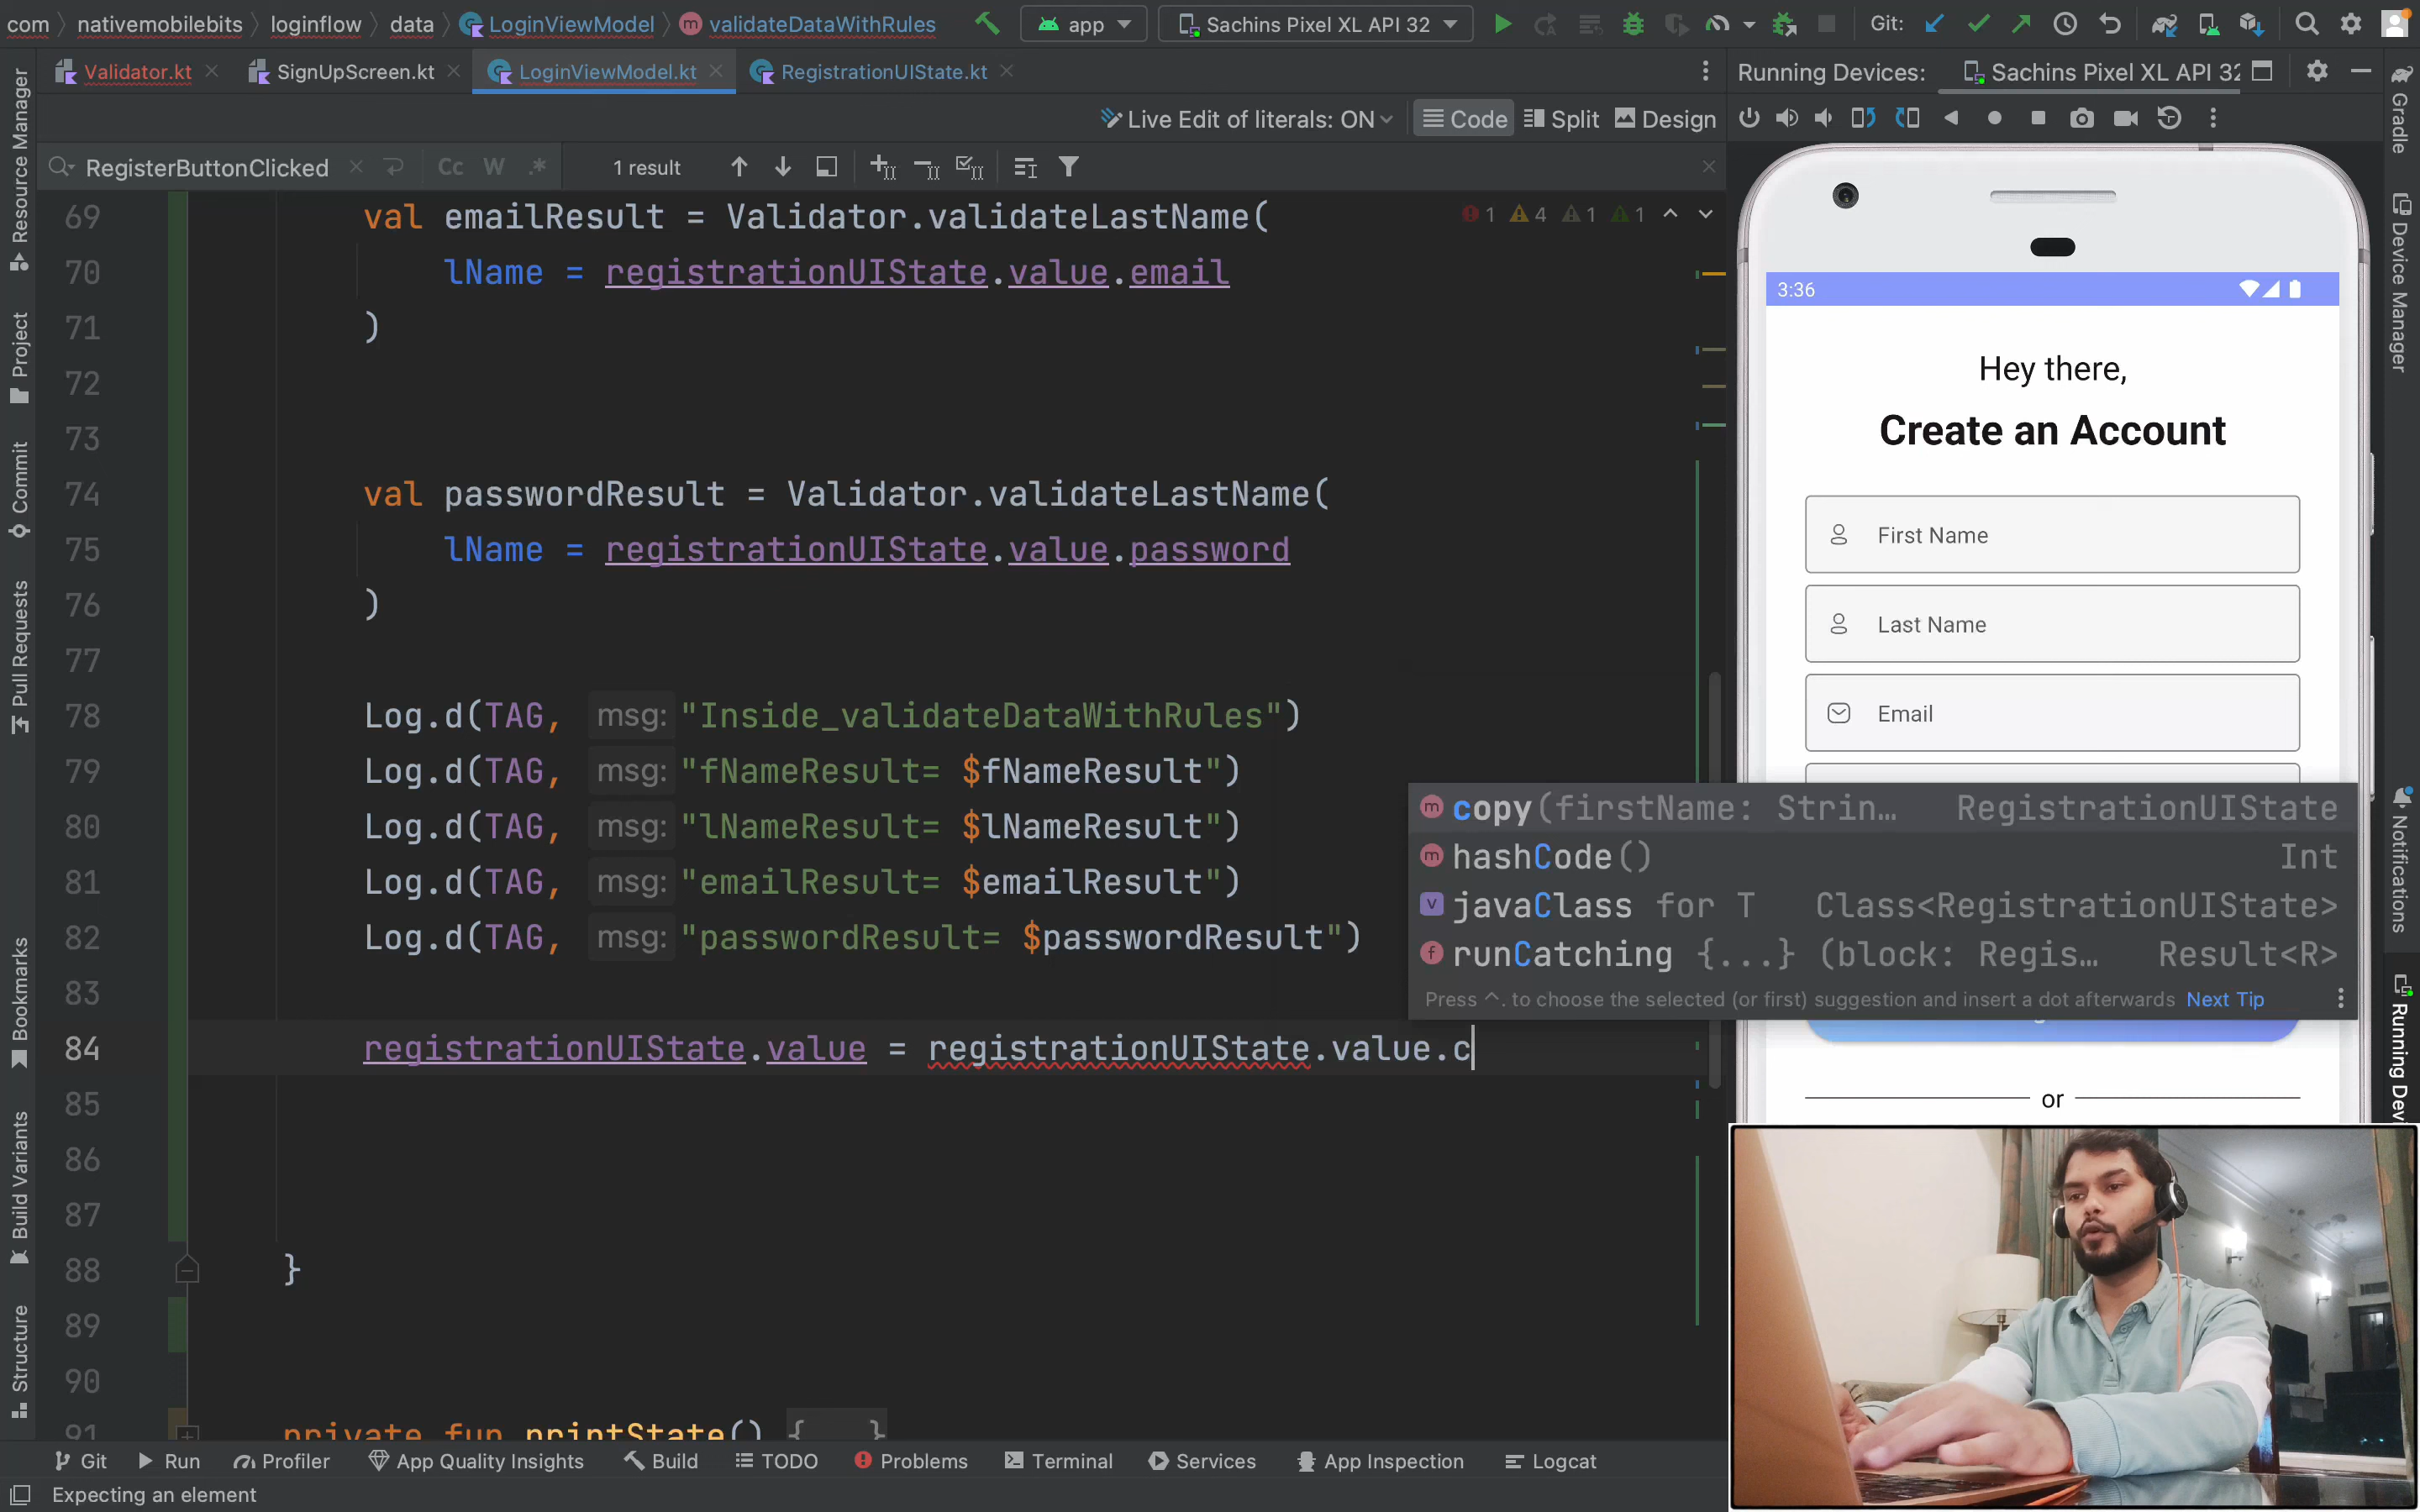 com nativemobilebits loginflow data LoginViewModel validateDataWithRules app Sachins Pixel XL API 32 Git:
Validator.kt SignUpScreen.kt LoginViewModel.kt RegistrationUIState.kt
Running Devices: Sachins Pixel XL API 32
Live Edit of literals: ON Code Split Design
RegisterButtonClicked Cc W .* 1 result
1 4 1 1
69 val emailResult = Validator.validateLastName(
70 lName = registrationUIState.value.email
71 )
72
73
74 val passwordResult = Validator.validateLastName(
75 lName = registrationUIState.value.password
76 )
77
78 Log.d(TAG, msg: "Inside_validateDataWithRules")
79 Log.d(TAG, msg: "fNameResult= $fNameResult")
80 Log.d(TAG, msg: "lNameResult= $lNameResult")
81 Log.d(TAG, msg: "emailResult= $emailResult")
82 Log.d(TAG, msg: "passwordResult= $passwordResult")
83
84 registrationUIState.value = registrationUIState.value.c
85
86
87
88 }
89
90
91 private fun printState() {...}
copy(firstName: Strin… RegistrationUIState
hashCode() Int
javaClass for T Class<RegistrationUIState>
runCatching {...} (block: Regis… Result<R>
Press ^. to choose the selected (or first) suggestion and insert a dot afterwards Next Tip
3:36
Hey there,
Create an Account
First Name
Last Name
Email
or
Resource Manager
Project
Commit
Pull Requests
Bookmarks
Build Variants
Structure
Gradle
Device Manager
Notifications
Running Dev
Git Run Profiler App Quality Insights Build TODO Problems Terminal Services App Inspection Logcat
Expecting an element